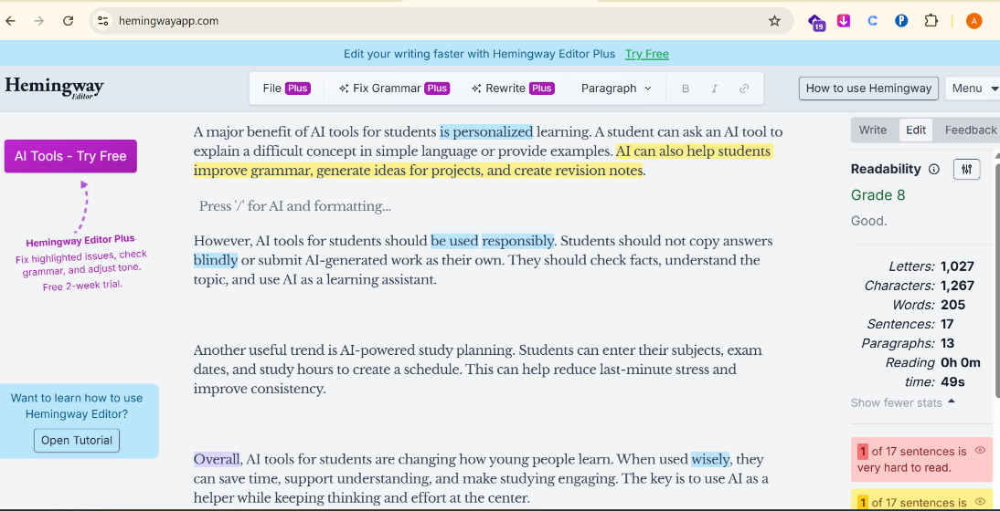 hemingwayapp.com
19
A
Edit your writing faster with Hemingway Editor Plus Try Free
Hemingway
Editor
File Plus Fix Grammar Plus Rewrite Plus Paragraph B I
How to use Hemingway Menu
AI Tools - Try Free
Hemingway Editor Plus
Fix highlighted issues, check
grammar, and adjust tone.
Free 2-week trial.
Want to learn how to use
Hemingway Editor?
Open Tutorial
A major benefit of AI tools for students is personalized learning. A student can ask an AI tool to
explain a difficult concept in simple language or provide examples. AI can also help students
improve grammar, generate ideas for projects, and create revision notes.
Press '/' for AI and formatting...
However, AI tools for students should be used responsibly. Students should not copy answers
blindly or submit AI-generated work as their own. They should check facts, understand the
topic, and use AI as a learning assistant.
Another useful trend is AI-powered study planning. Students can enter their subjects, exam
dates, and study hours to create a schedule. This can help reduce last-minute stress and
improve consistency.
Overall, AI tools for students are changing how young people learn. When used wisely, they
can save time, support understanding, and make studying engaging. The key is to use AI as a
helper while keeping thinking and effort at the center.
Write Edit Feedback
Readability
Grade 8
Good.
Letters: 1,027
Characters: 1,267
Words: 205
Sentences: 17
Paragraphs: 13
Reading 0h 0m
time: 49s
Show fewer stats
1 of 17 sentences is
very hard to read.
1 of 17 sentences is